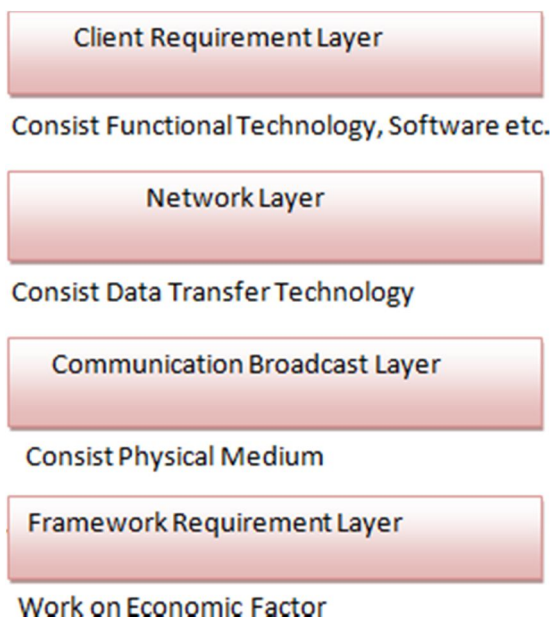 Client Requirement Layer
Consist Functional Technology, Software etc.
Network Layer
Consist Data Transfer Technology
Communication Broadcast Layer
Consist Physical Medium
Framework Requirement Layer
Work on Economic Factor